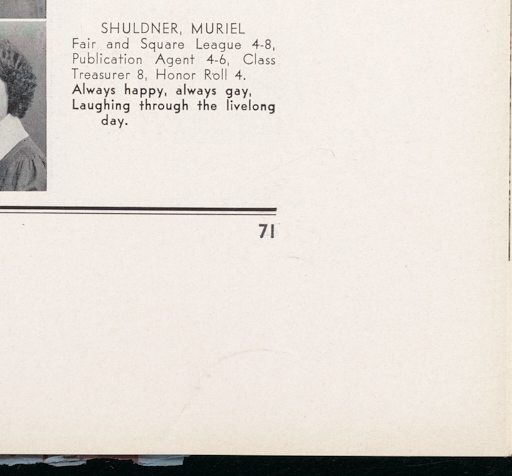 SHULDNER, MURIEL
Fair and Square League 4-8,
Publication Agent 4-6, Class
Treasurer 8, Honor Roll 4.
Always happy, always gay,
Laughing through the livelong
day.
71